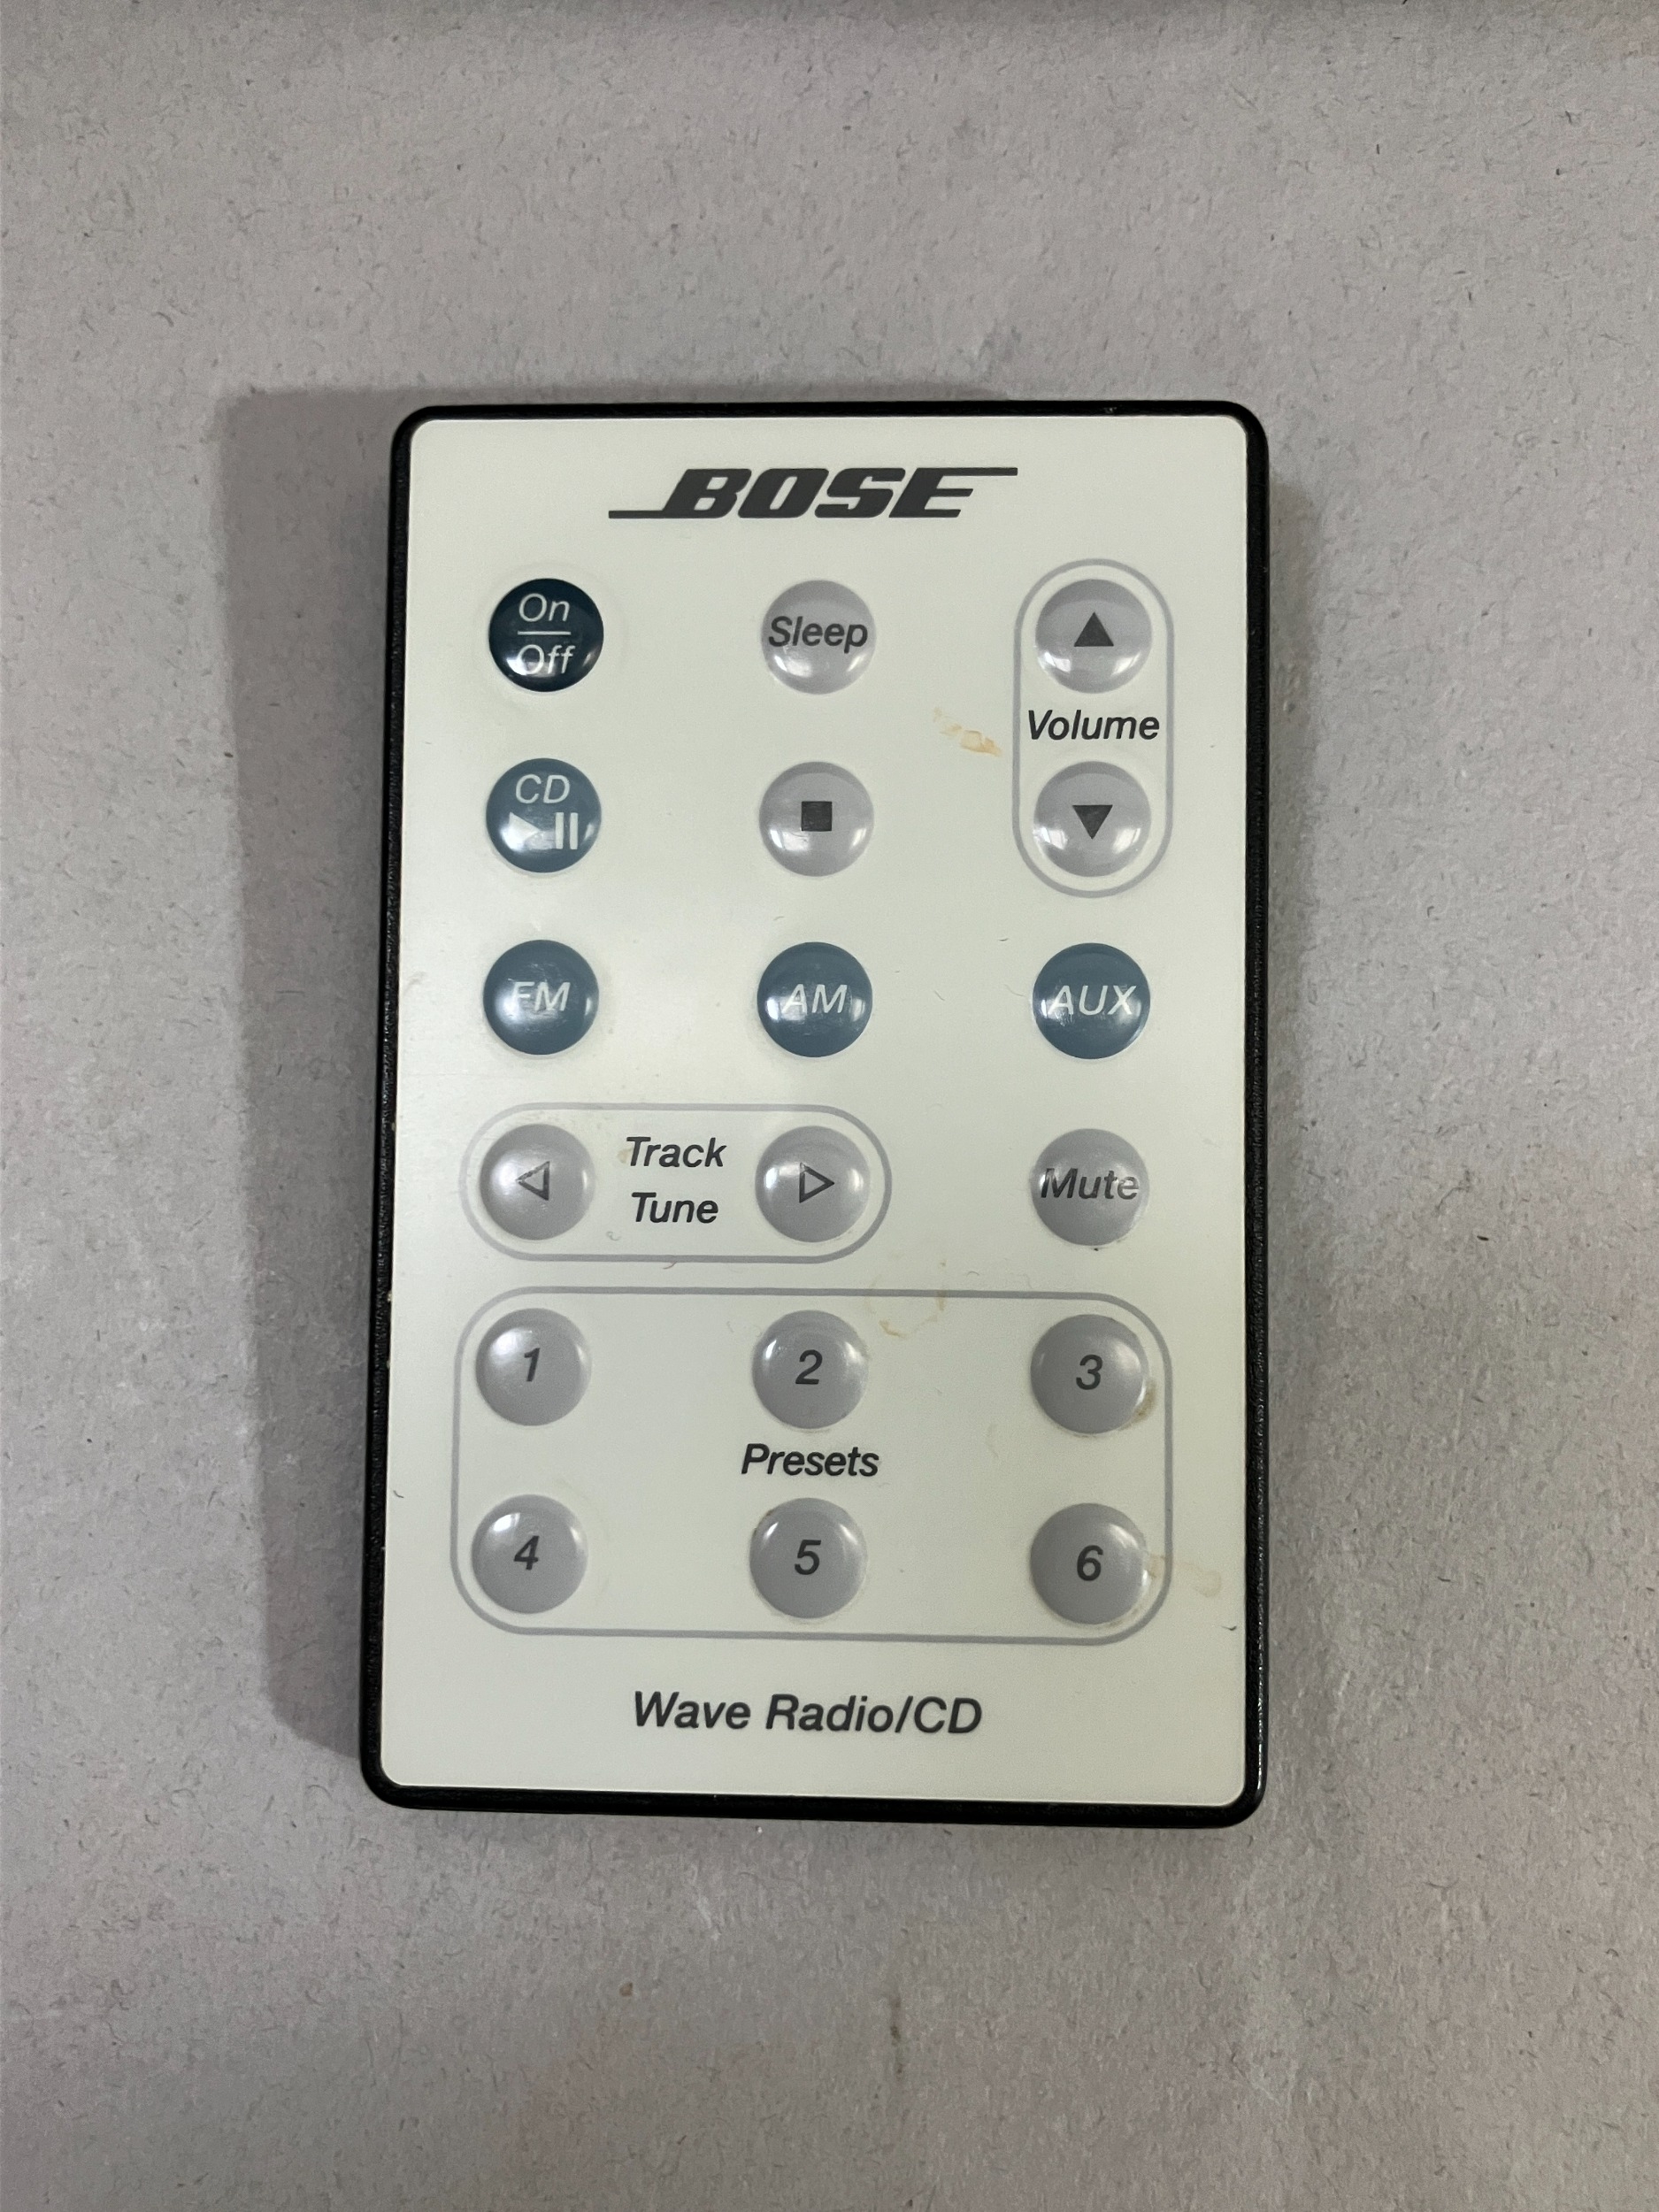 BOSE
On
Off
Sleep
Volume
CD
FM
AM
AUX
Track
Tune
Mute
1
2
3
Presets
4
5
6
Wave Radio/CD